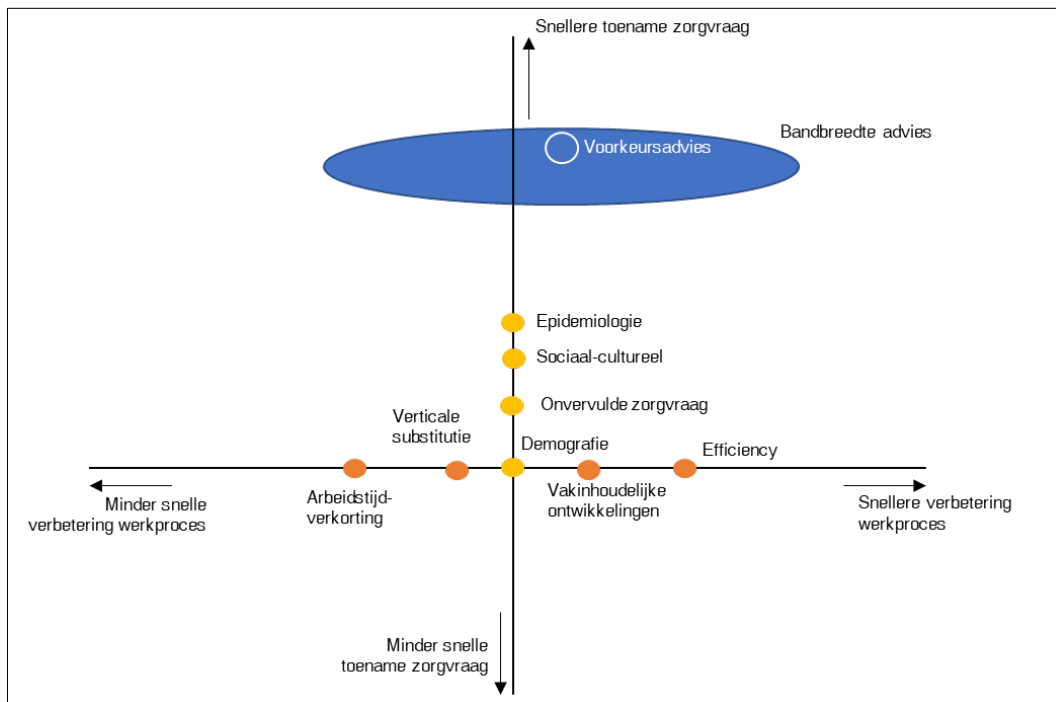 Snellere toename zorgvraag
Bandbreedte advies
Voorkeursadvies
Epidemiologie
Sociaal-cultureel
Onvervulde zorgvraag
Verticale
substitutie
Demografie
Efficiency
Arbeidstijd-
verkorting
Vakinhoudelijke
ontwikkelingen
Minder snelle
verbetering werkproces
Snellere verbetering
werkproces
Minder snelle
toename zorgvraag